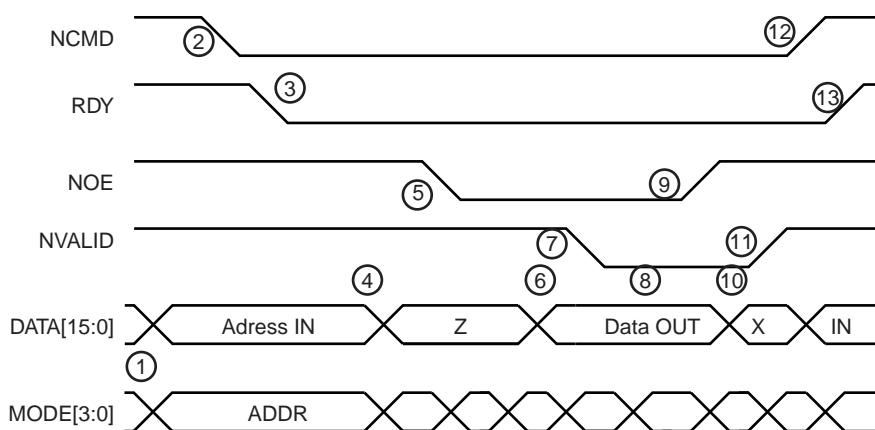 NCMD ② ⑫
RDY ③ ⑬
NOE ⑤ ⑨
NVALID ⑦ ⑪
④ ⑥ ⑧ ⑩
DATA[15:0] Adress IN Z Data OUT X IN
①
MODE[3:0] ADDR